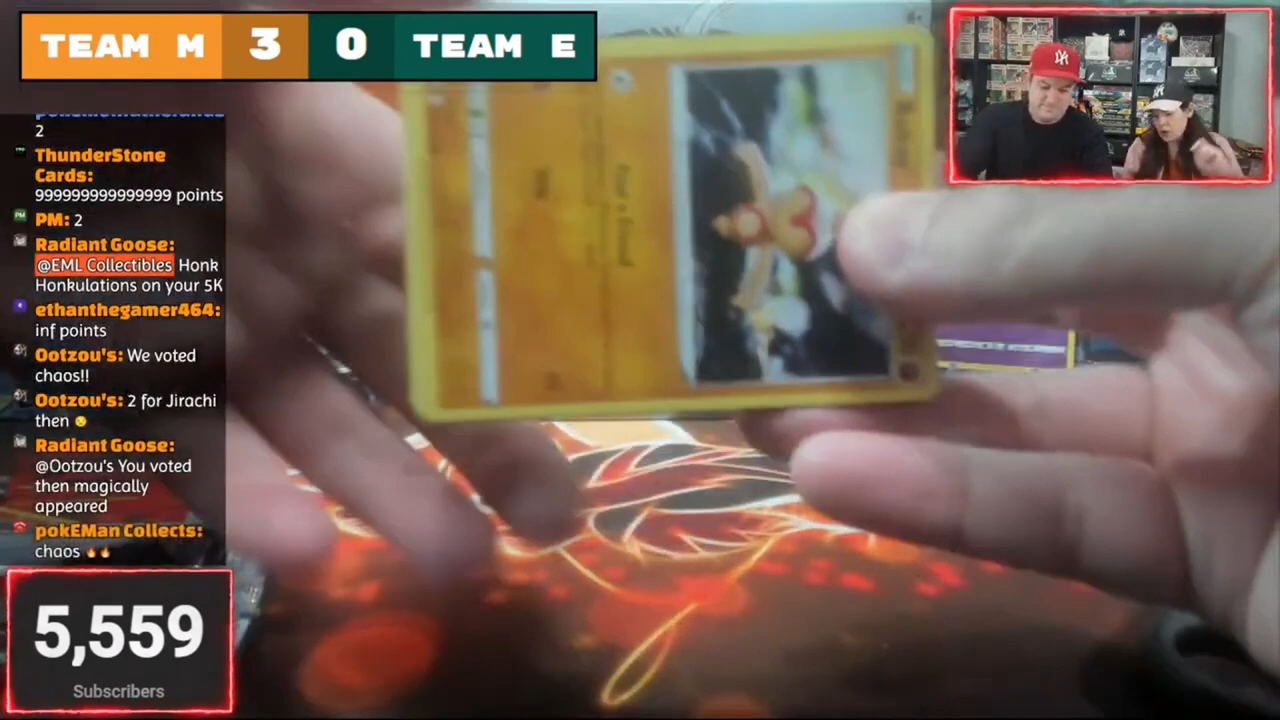 TEAM M 3 0 TEAM E
2
ThunderStone
Cards:
999999999999999 points
PM: 2
Radiant Goose:
@EML Collectibles Honk
Honkulations on your 5K
ethanthegamer464:
inf points
Ootzou's: We voted
chaos!!
Ootzou's: 2 for Jirachi
then
Radiant Goose:
@Ootzou's You voted
then magically
appeared
pokEMan Collects:
chaos
5,559
Subscribers